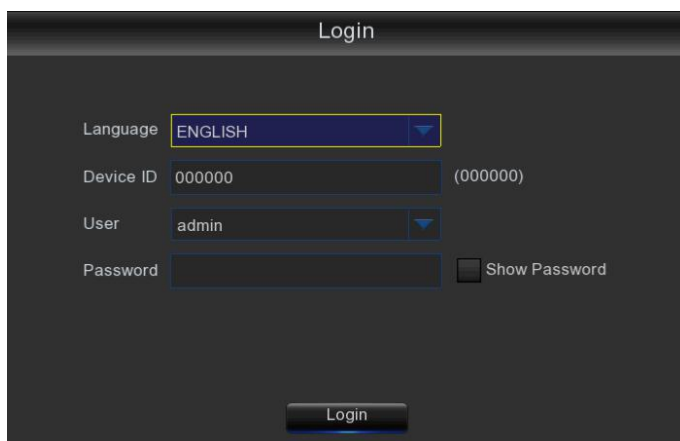 Login
Language ENGLISH
Device ID 000000 (000000)
User admin
Password Show Password
Login